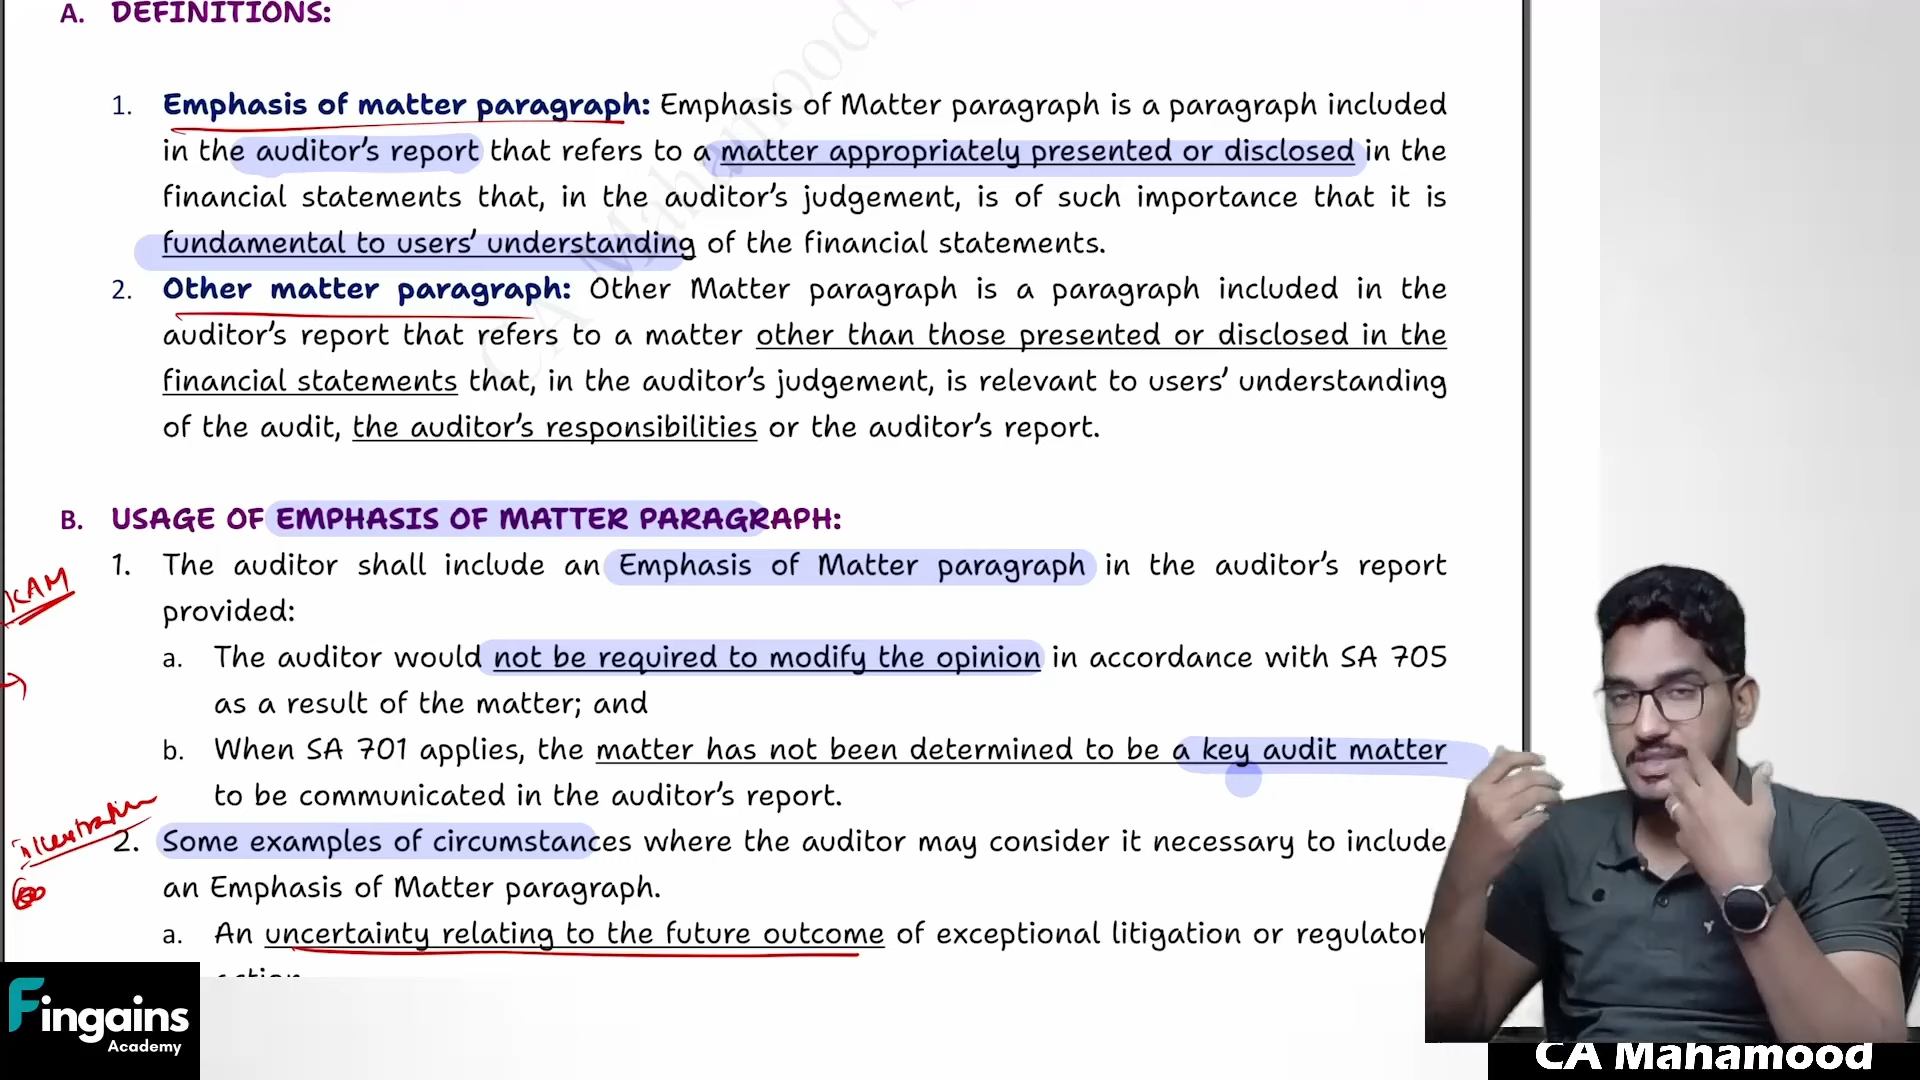 A. DEFINITIONS:
1. Emphasis of matter paragraph: Emphasis of Matter paragraph is a paragraph included
in the auditor's report that refers to a matter appropriately presented or disclosed in the
financial statements that, in the auditor's judgement, is of such importance that it is
fundamental to users' understanding of the financial statements.
2. Other matter paragraph: Other Matter paragraph is a paragraph included in the
auditor's report that refers to a matter other than those presented or disclosed in the
financial statements that, in the auditor's judgement, is relevant to users' understanding
of the audit, the auditor's responsibilities or the auditor's report.
B. USAGE OF EMPHASIS OF MATTER PARAGRAPH:
1. The auditor shall include an Emphasis of Matter paragraph in the auditor's report
provided:
KAM
a. The auditor would not be required to modify the opinion in accordance with SA 705
as a result of the matter; and
b. When SA 701 applies, the matter has not been determined to be a key audit matter
to be communicated in the auditor's report.
2. Some examples of circumstances where the auditor may consider it necessary to include
an Emphasis of Matter paragraph.
a. An uncertainty relating to the future outcome of exceptional litigation or
CA Mahamood
Fingains
Academy
CA Mahamood